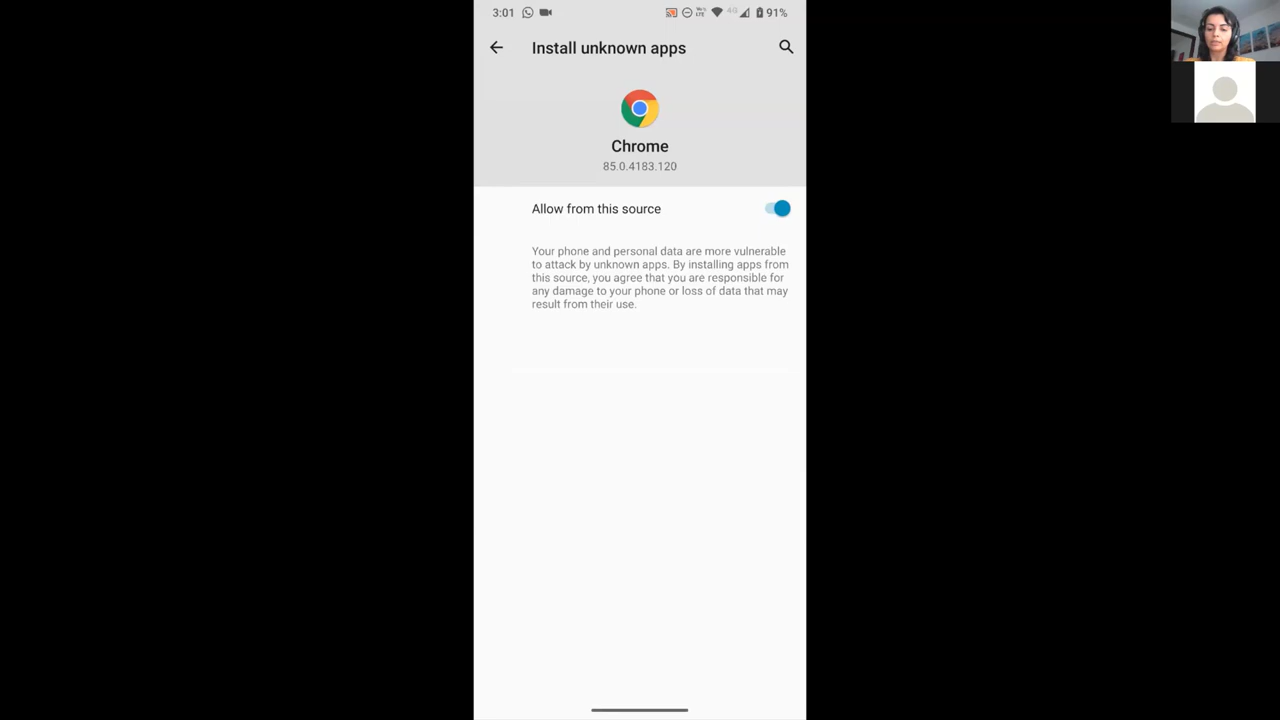 3:01 4G 91%
Install unknown apps
Chrome
85.0.4183.120
Allow from this source
Your phone and personal data are more vulnerable
to attack by unknown apps. By installing apps from
this source, you agree that you are responsible for
any damage to your phone or loss of data that may
result from their use.